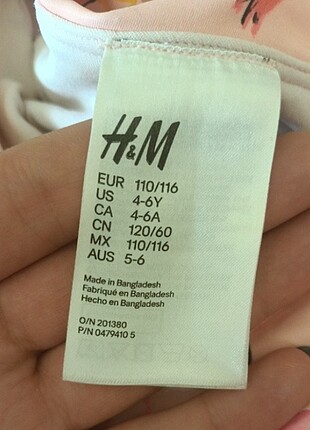 H&M
EUR 110/116
US 4-6Y
CA 4-6A
CN 120/60
MX 110/116
AUS 5-6
Made in Bangladesh
Fabriqué en Bangladesh
Hecho en Bangladesh
O/N 201380
P/N 0479410 5